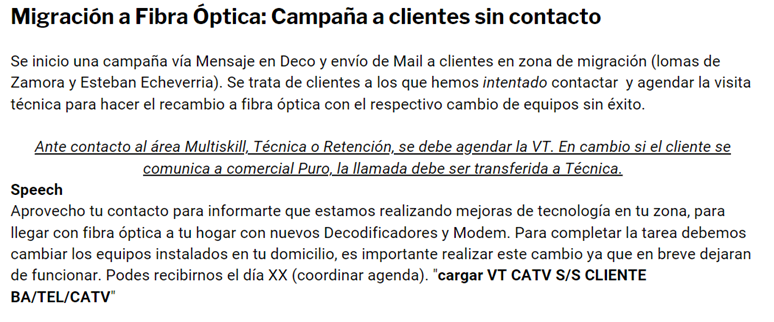 Migración a Fibra Óptica: Campaña a clientes sin contacto
Se inicio una campaña vía Mensaje en Deco y envío de Mail a clientes en zona de migración (lomas de
Zamora y Esteban Echeverria). Se trata de clientes a los que hemos intentado contactar y agendar la visita
técnica para hacer el recambio a fibra óptica con el respectivo cambio de equipos sin éxito.
Ante contacto al área Multiskill, Técnica o Retención, se debe agendar la VT. En cambio si el cliente se
comunica a comercial Puro, la llamada debe ser transferida a Técnica.
Speech
Aprovecho tu contacto para informarte que estamos realizando mejoras de tecnología en tu zona, para
llegar con fibra óptica a tu hogar con nuevos Decodificadores y Modem. Para completar la tarea debemos
cambiar los equipos instalados en tu domicilio, es importante realizar este cambio ya que en breve dejaran
de funcionar. Podes recibirnos el día XX (coordinar agenda). "cargar VT CATV S/S CLIENTE
BA/TEL/CATV"